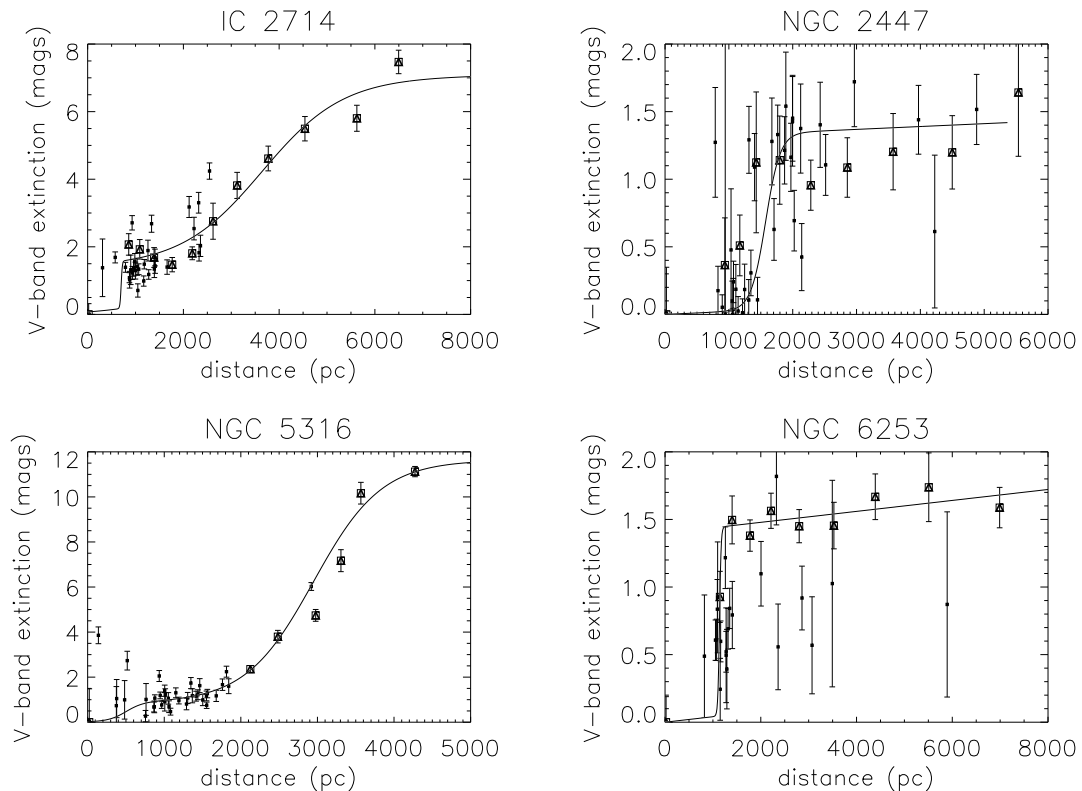 IC 2714
V-band extinction (mags)
8
6
4
2
0
0 2000 4000 6000 8000
distance (pc)
NGC 2447
V-band extinction (mags)
2.0
1.5
1.0
0.5
0.0
0 1000 2000 3000 4000 5000 6000
distance (pc)
NGC 5316
V-band extinction (mags)
12
10
8
6
4
2
0
0 1000 2000 3000 4000 5000
distance (pc)
NGC 6253
V-band extinction (mags)
2.0
1.5
1.0
0.5
0.0
0 2000 4000 6000 8000
distance (pc)